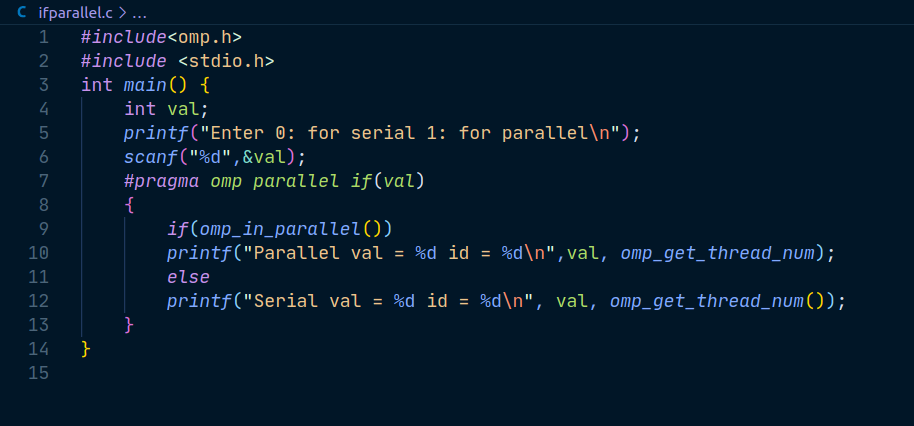 C ifparallel.c > ...
1 #include<omp.h>
2 #include <stdio.h>
3 int main() {
4     int val;
5     printf("Enter 0: for serial 1: for parallel\n");
6     scanf("%d",&val);
7     #pragma omp parallel if(val)
8     {
9         if(omp_in_parallel())
10         printf("Parallel val = %d id = %d\n",val, omp_get_thread_num);
11         else
12         printf("Serial val = %d id = %d\n", val, omp_get_thread_num());
13     }
14 }
15